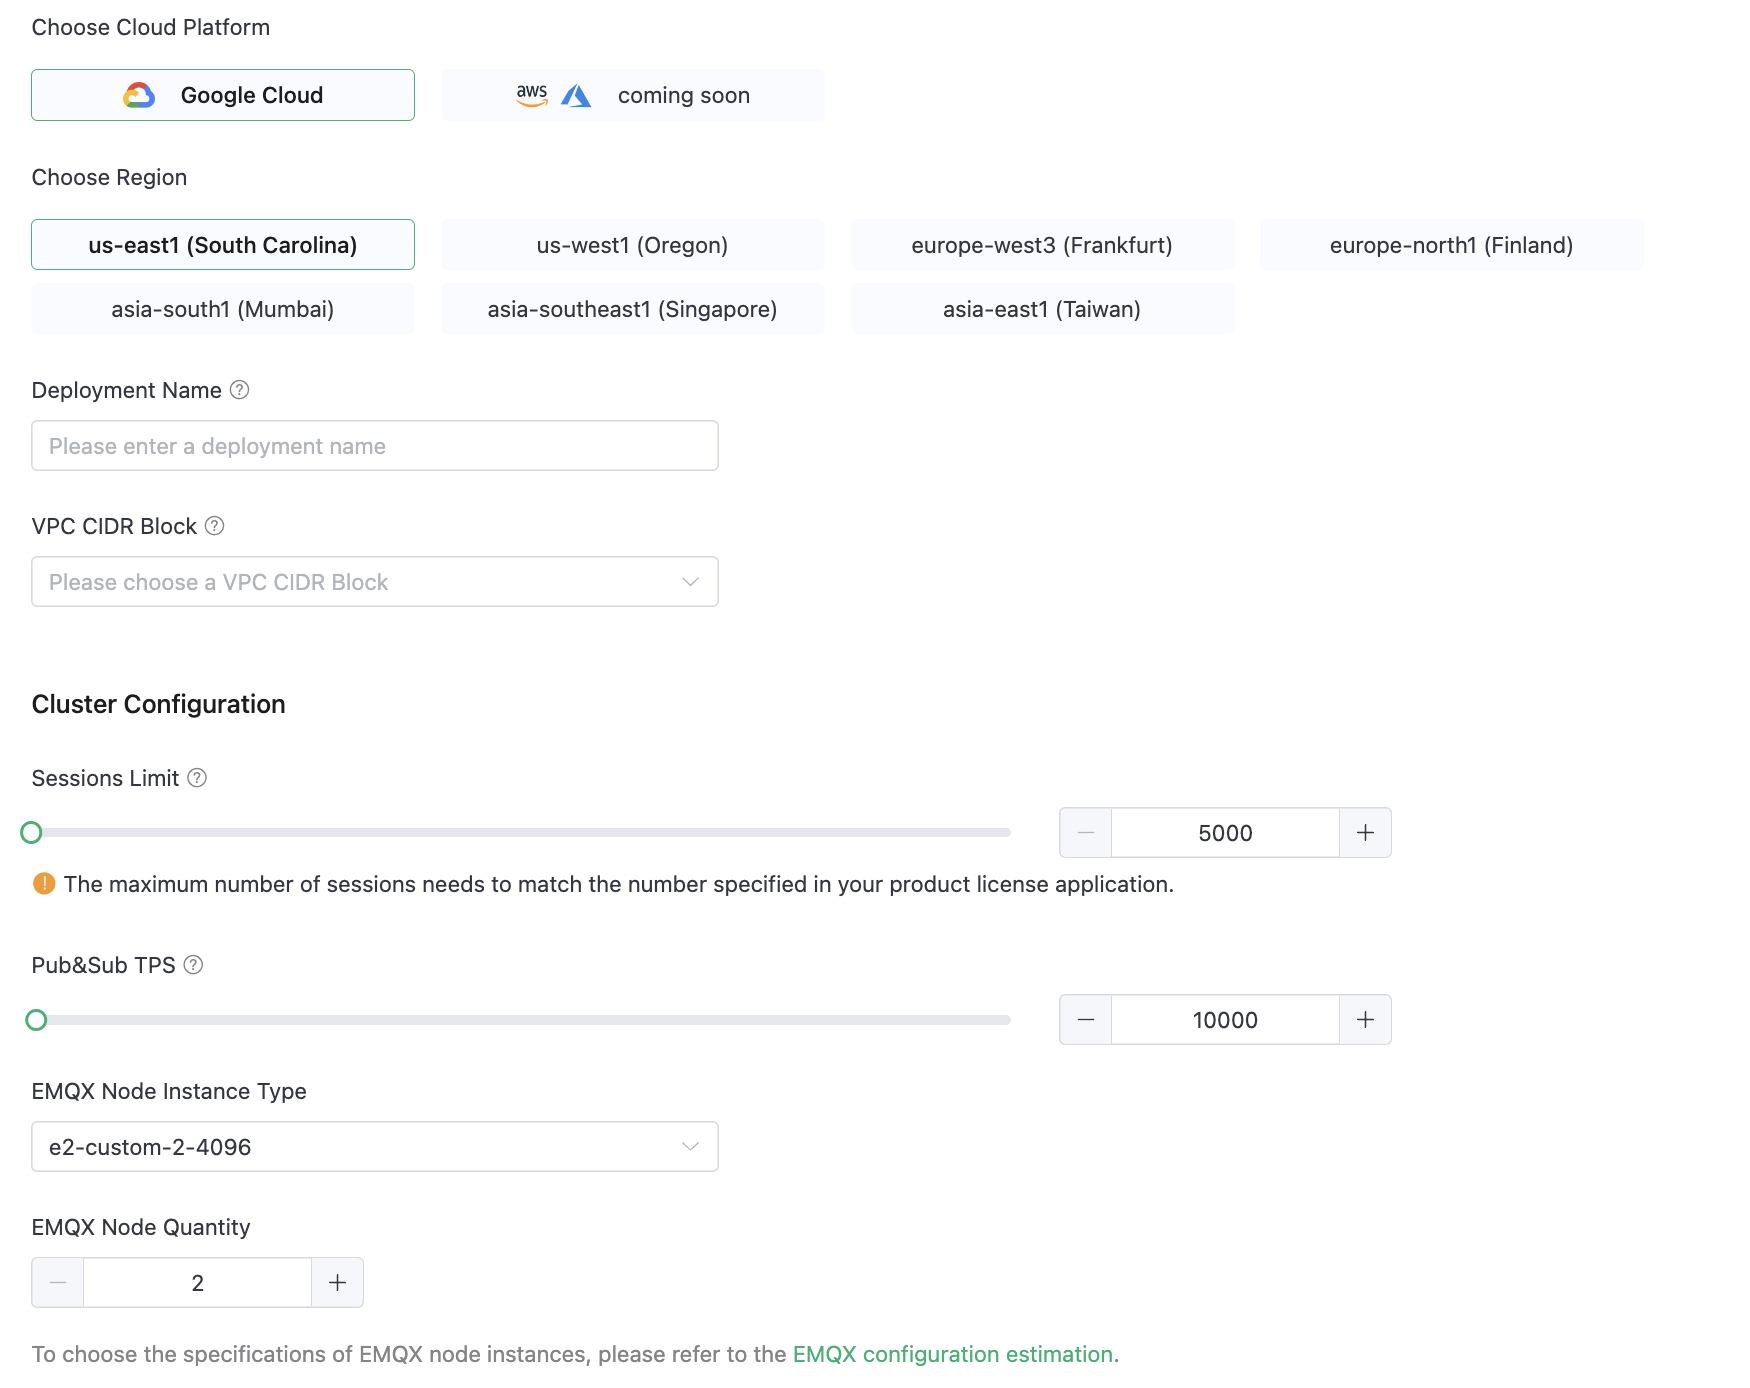 Choose Cloud Platform
Google Cloud
aws coming soon
Choose Region
us-east1 (South Carolina)
us-west1 (Oregon)
europe-west3 (Frankfurt)
europe-north1 (Finland)
asia-south1 (Mumbai)
asia-southeast1 (Singapore)
asia-east1 (Taiwan)
Deployment Name ?
Please enter a deployment name
VPC CIDR Block ?
Please choose a VPC CIDR Block
Cluster Configuration
Sessions Limit ?
— 5000 +
! The maximum number of sessions needs to match the number specified in your product license application.
Pub&Sub TPS ?
— 10000 +
EMQX Node Instance Type
e2-custom-2-4096
EMQX Node Quantity
— 2 +
To choose the specifications of EMQX node instances, please refer to the EMQX configuration estimation.